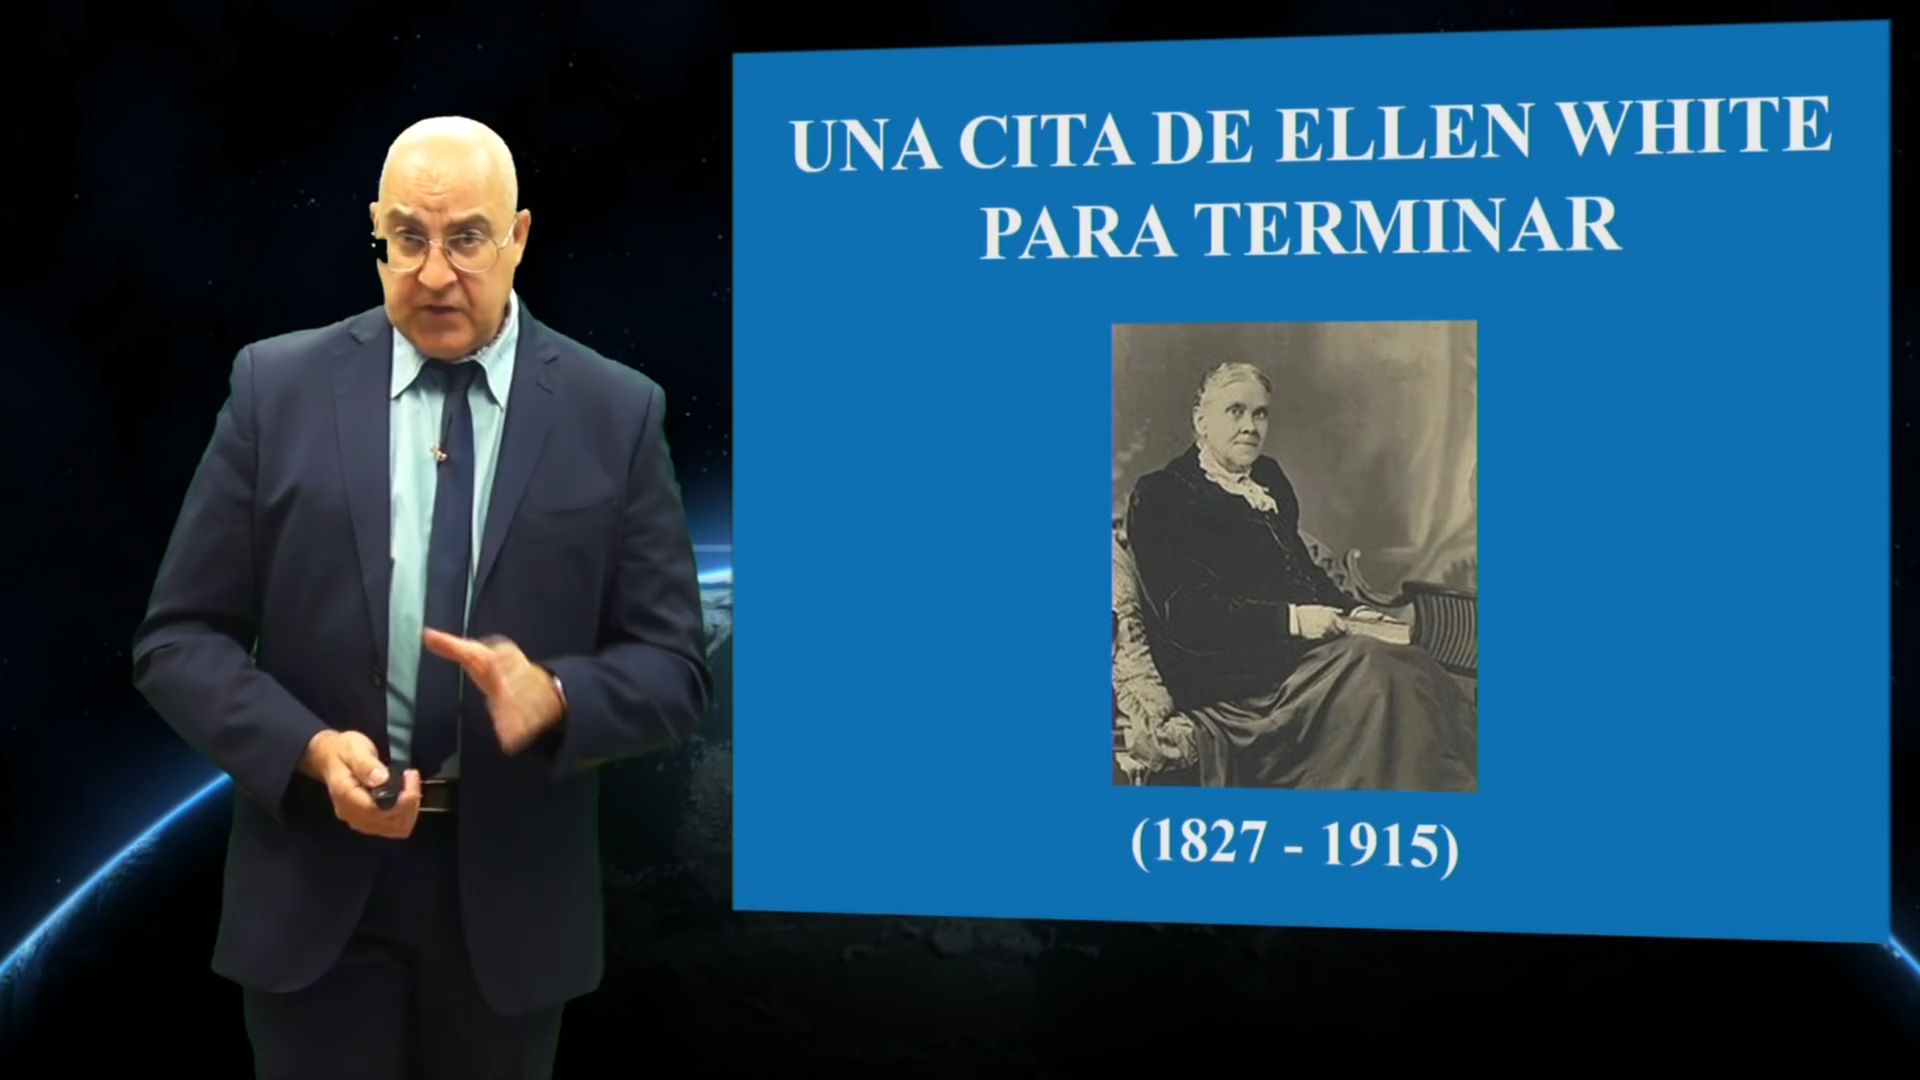 UNA CITA DE ELLEN WHITE
PARA TERMINAR
(1827 - 1915)